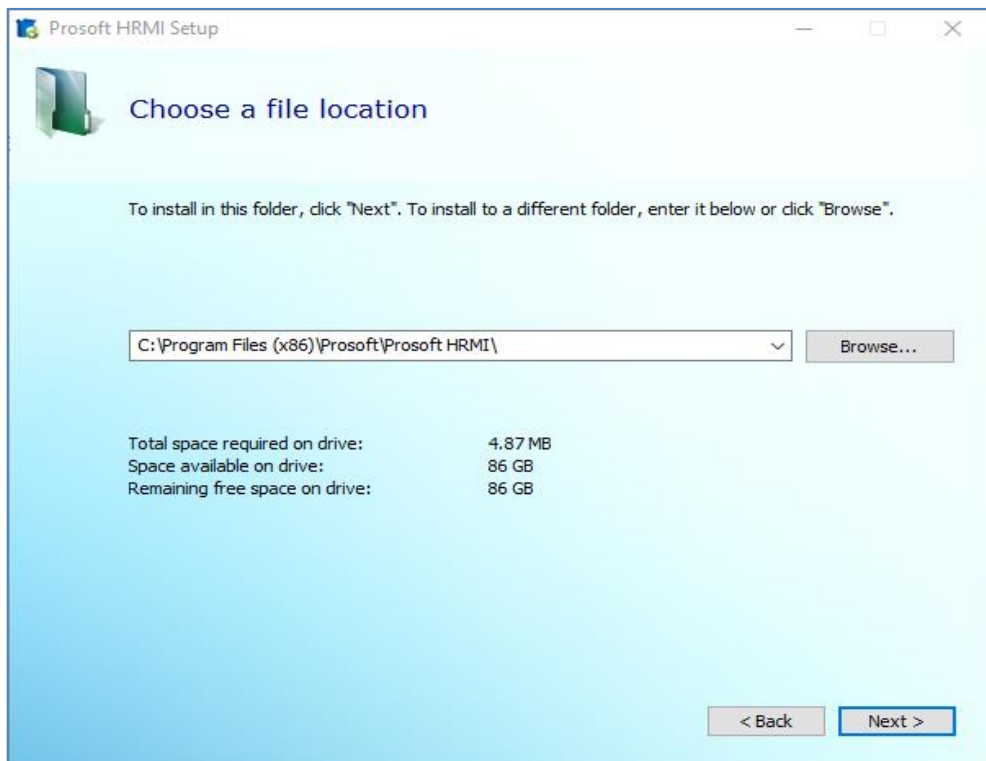 Prosoft HRMI Setup
Choose a file location
To install in this folder, click "Next". To install to a different folder, enter it below or click "Browse".
C:\Program Files (x86)\Prosoft\Prosoft HRMI\
Browse...
Total space required on drive: 4.87 MB
Space available on drive: 86 GB
Remaining free space on drive: 86 GB
< Back Next >